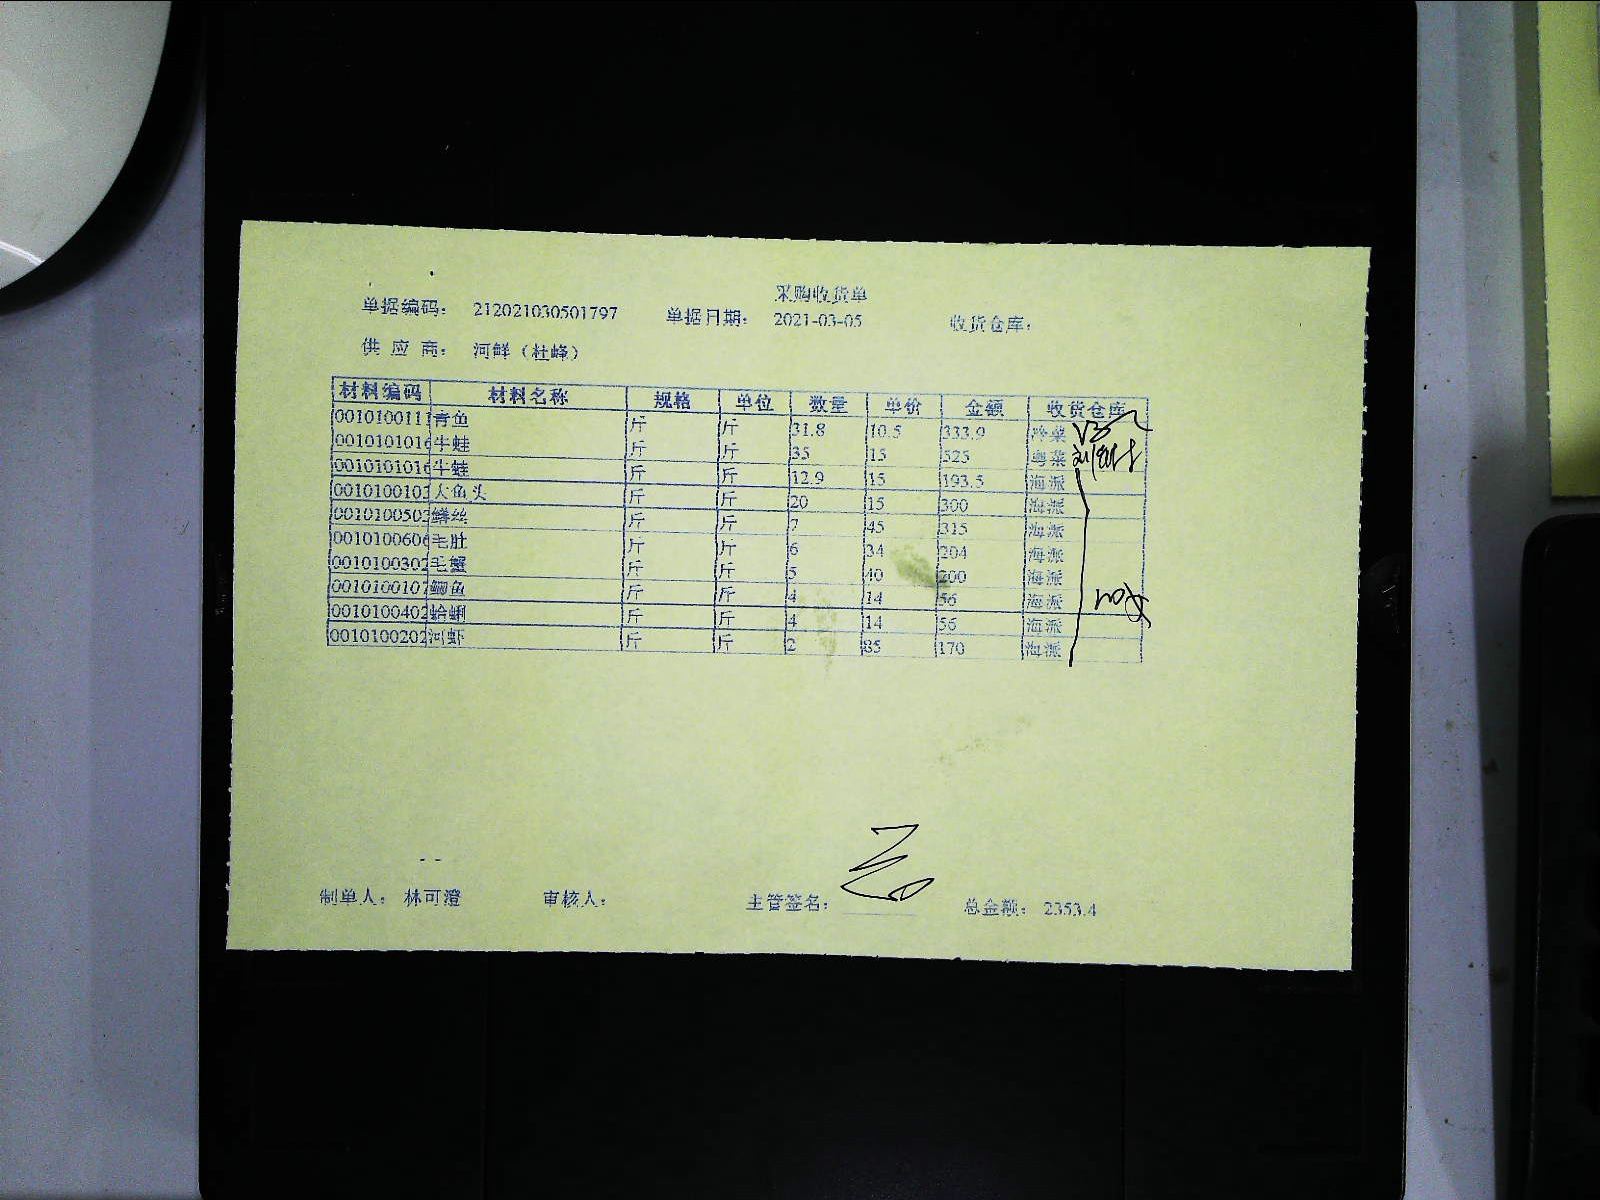 采购收货单
单据编码： 212021030501797 单据日期： 2021-03-05 收货仓库：
供应商： 河鲜（杜峰）
材料编码 材料名称 规格 单位 数量 单价 金额 收货仓库
0010100111 青鱼 斤 斤 31.8 10.5 333.9 冷菜
0010101016 牛蛙 斤 斤 35 15 525 粤菜
0010101016 牛蛙 斤 斤 12.9 15 193.5 海派
0010100103 大鱼头 斤 斤 20 15 300 海派
0010100503 鳝丝 斤 斤 7 45 315 海派
0010100606 毛肚 斤 斤 6 34 204 海派
0010100302 毛蟹 斤 斤 5 40 200 海派
0010100107 鲫鱼 斤 斤 4 14 56 海派
0010100402 蛤蜊 斤 斤 4 14 56 海派
0010100202 河虾 斤 斤 2 85 170 海派
制单人： 林可澄 审核人： 主管签名： 总金额： 2353.4